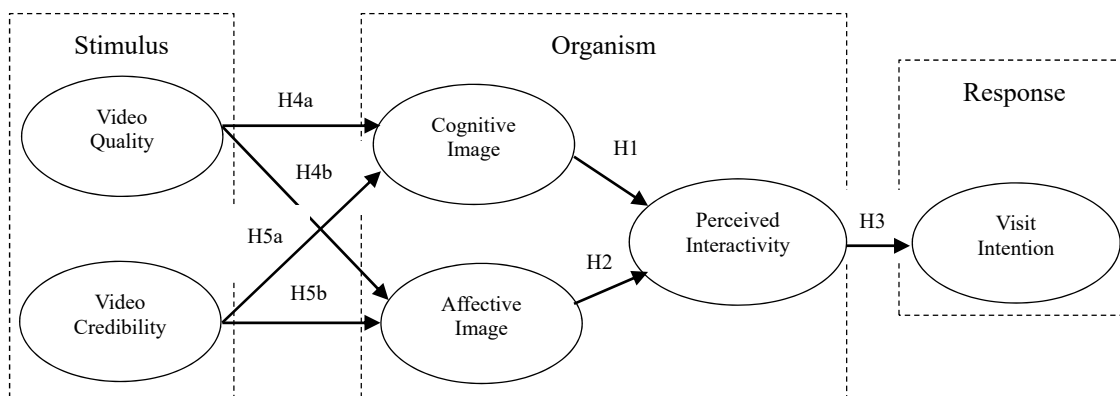 Stimulus
Organism
Response
Video
Quality
Video
Credibility
H4a
H4b
H5a
H5b
Cognitive
Image
Affective
Image
H1
H2
Perceived
Interactivity
H3
Visit
Intention